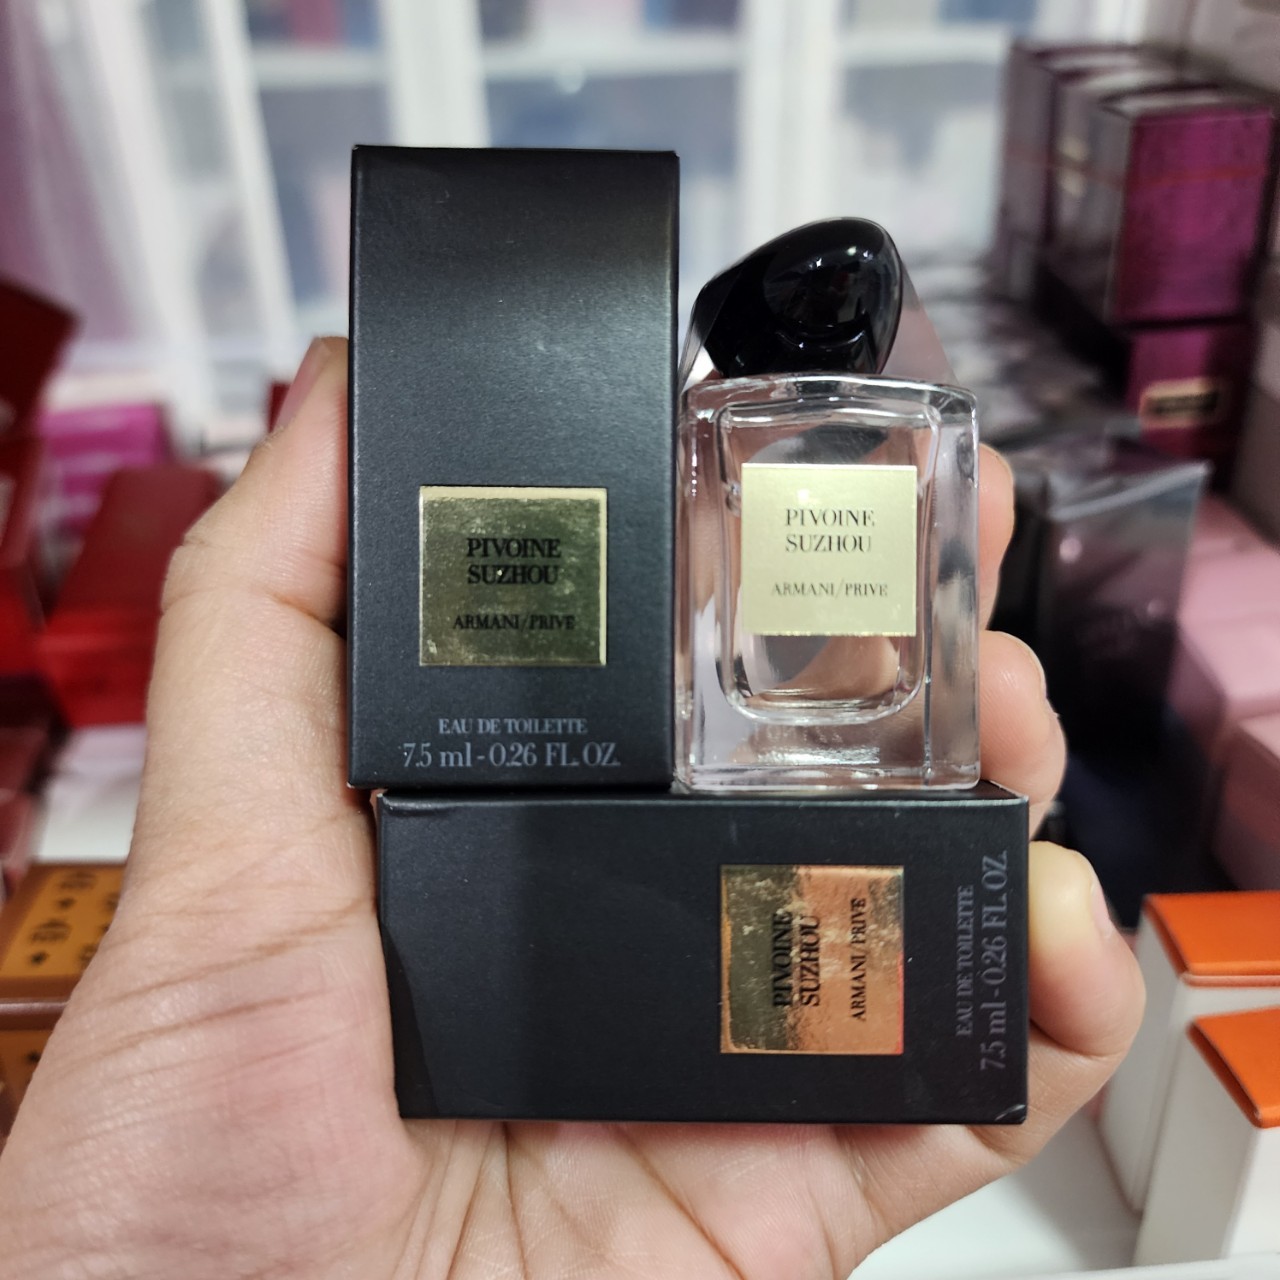 PIVOINE
SUZHOU
ARMANI/PRIVE
EAU DE TOILETTE
7.5 ml - 0.26 FL. OZ.
PIVOINE
SUZHOU
ARMANI/PRIVE
PIVOINE
SUZHOU
ARMANI/PRIVE
EAU DE TOILETTE
7.5 ml - 0.26 FL. OZ.